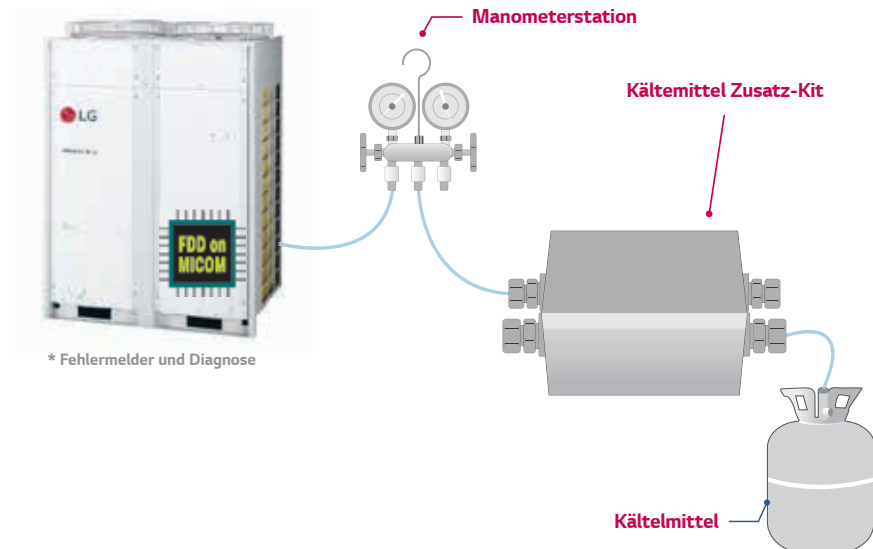 Manometerstation
Kältemittel Zusatz-Kit
LG
FDD on
MICOM
* Fehlermelder und Diagnose
Kältelmittel